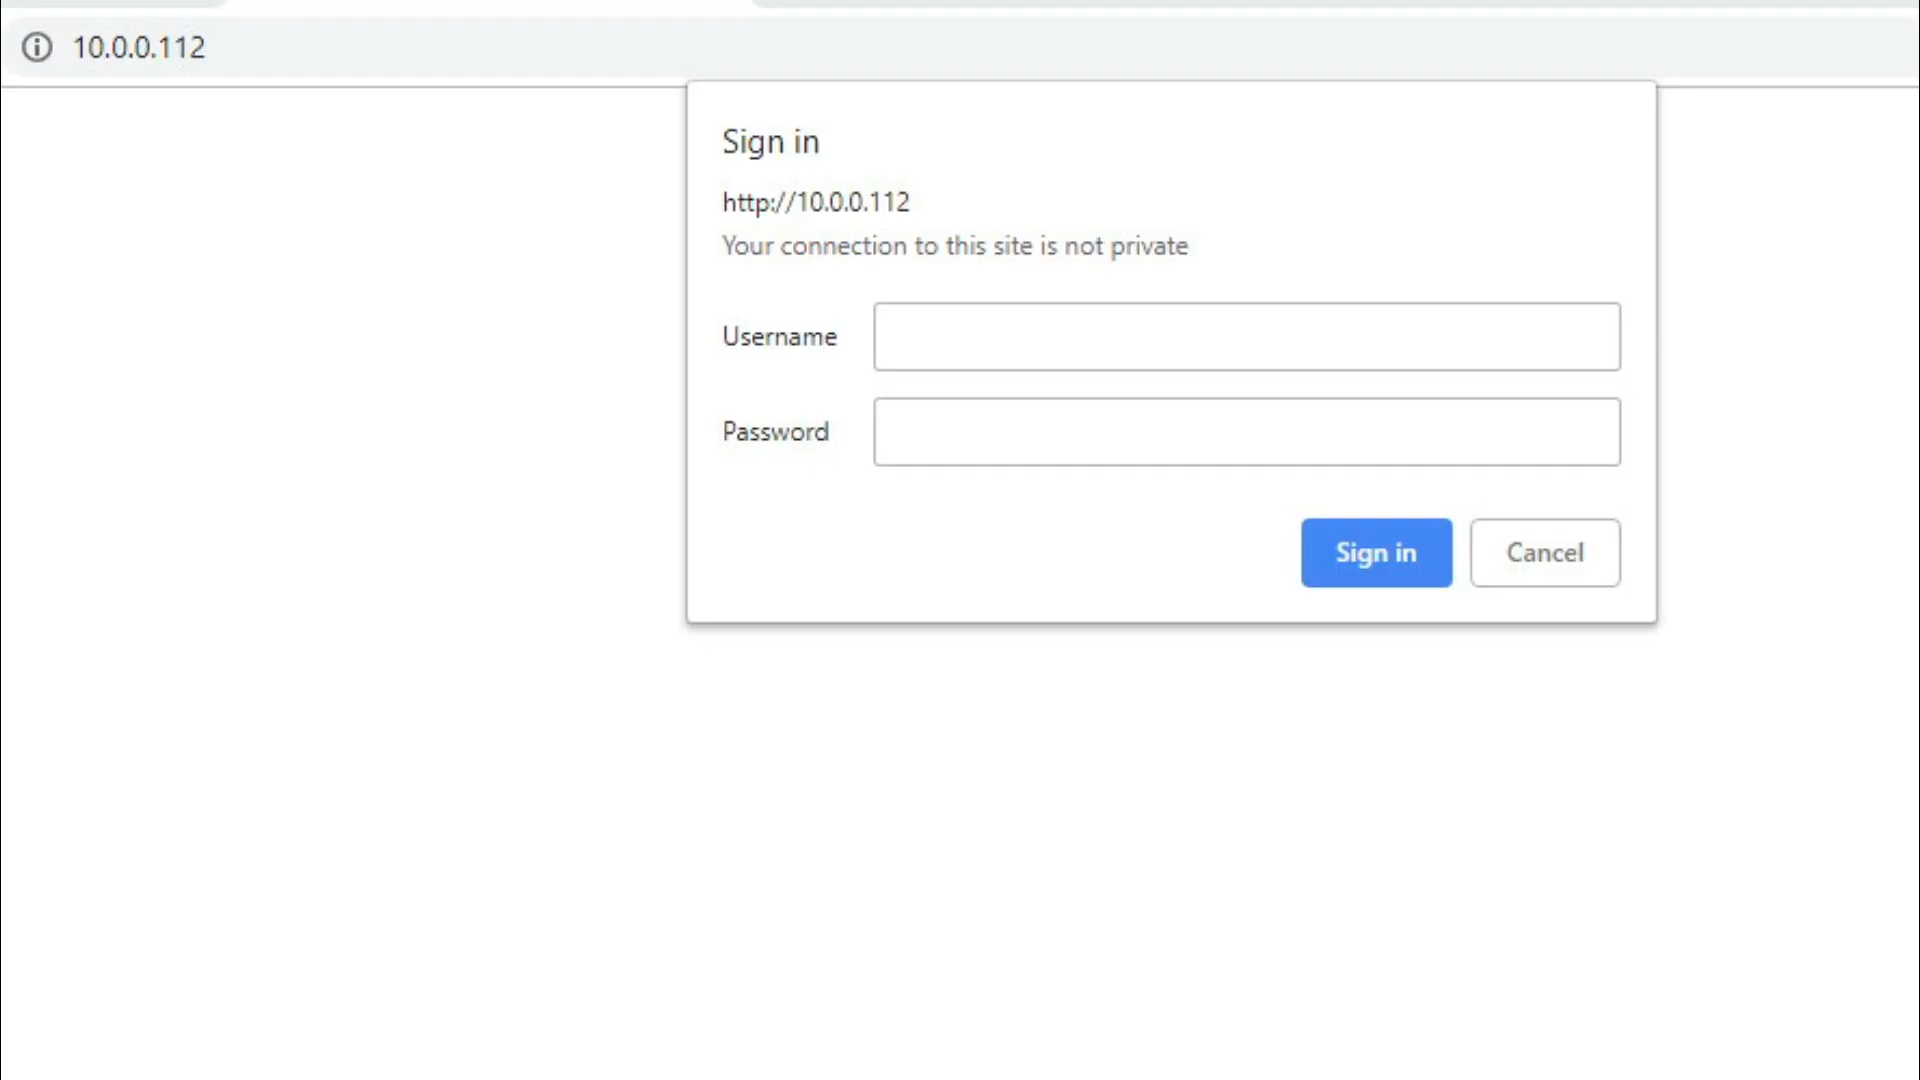 10.0.0.112
Sign in
http://10.0.0.112
Your connection to this site is not private
Username
Password
Sign in
Cancel